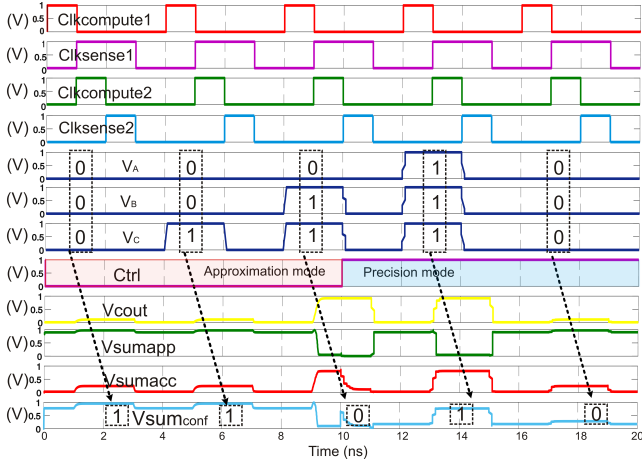 (V) 1 0.5 0 Clkcompute1
(V) 1 0.5 0 Clksense1
(V) 1 0.5 0 Clkcompute2
(V) 1 0.5 0 Clksense2
(V) 1 0.5 0 0 VA 0 0 1 0
(V) 1 0.5 0 0 VB 0 1 1 0
(V) 1 0.5 0 0 VC 1 1 1 0
(V) 1 0.5 0 Ctrl Approximation mode Precision mode
(V) 1 0.5 0 Vcout
(V) 1 0.5 0 Vsumapp
(V) 1 0.5 0 Vsumacc
(V) 1 0.5 0 1 Vsumconf 1 0 1 0
0 2 4 6 8 10 12 14 16 18 20
Time (ns)